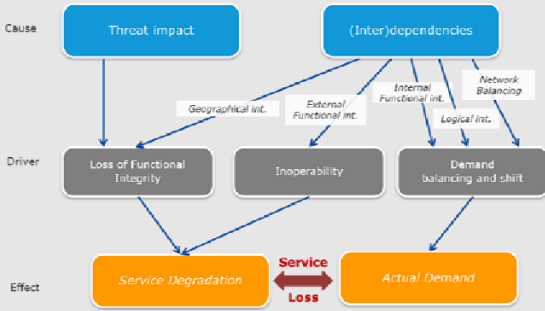 Cause
Threat impact
(Inter)dependencies
Geographical int.
External
Functional int.
Internal
Functional int.
Logical int.
Network
Balancing
Driver
Loss of Functional
Integrity
Inoperability
Demand
balancing and shift
Effect
Service Degradation
Service
Loss
Actual Demand